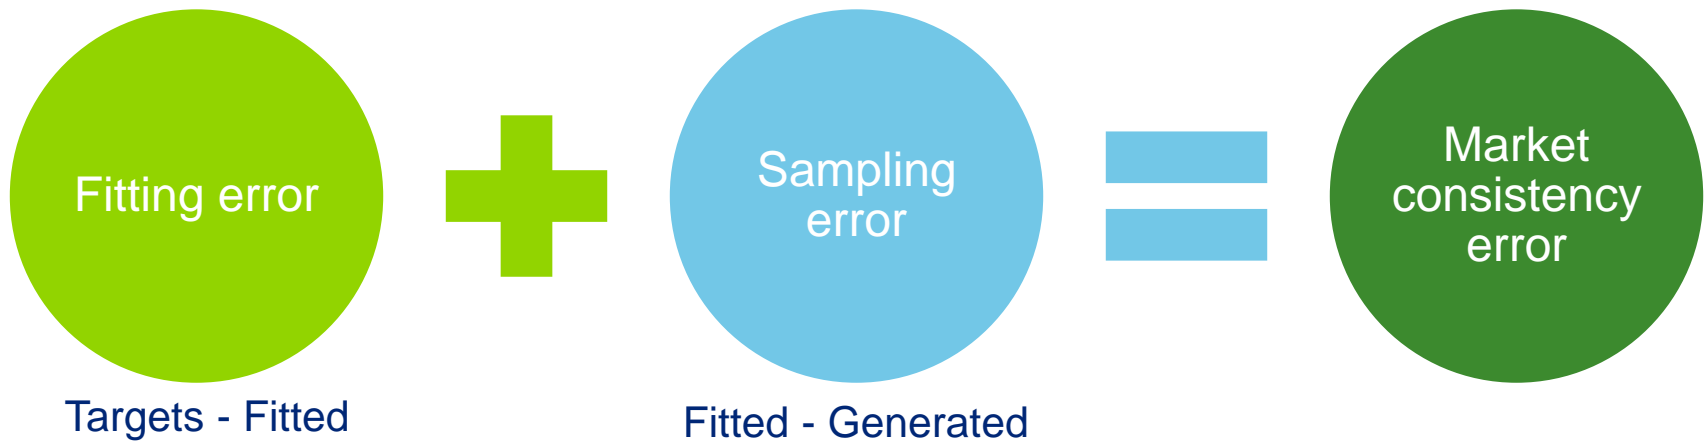 Fitting error
Sampling
error
Market
consistency
error
Targets - Fitted
Fitted - Generated